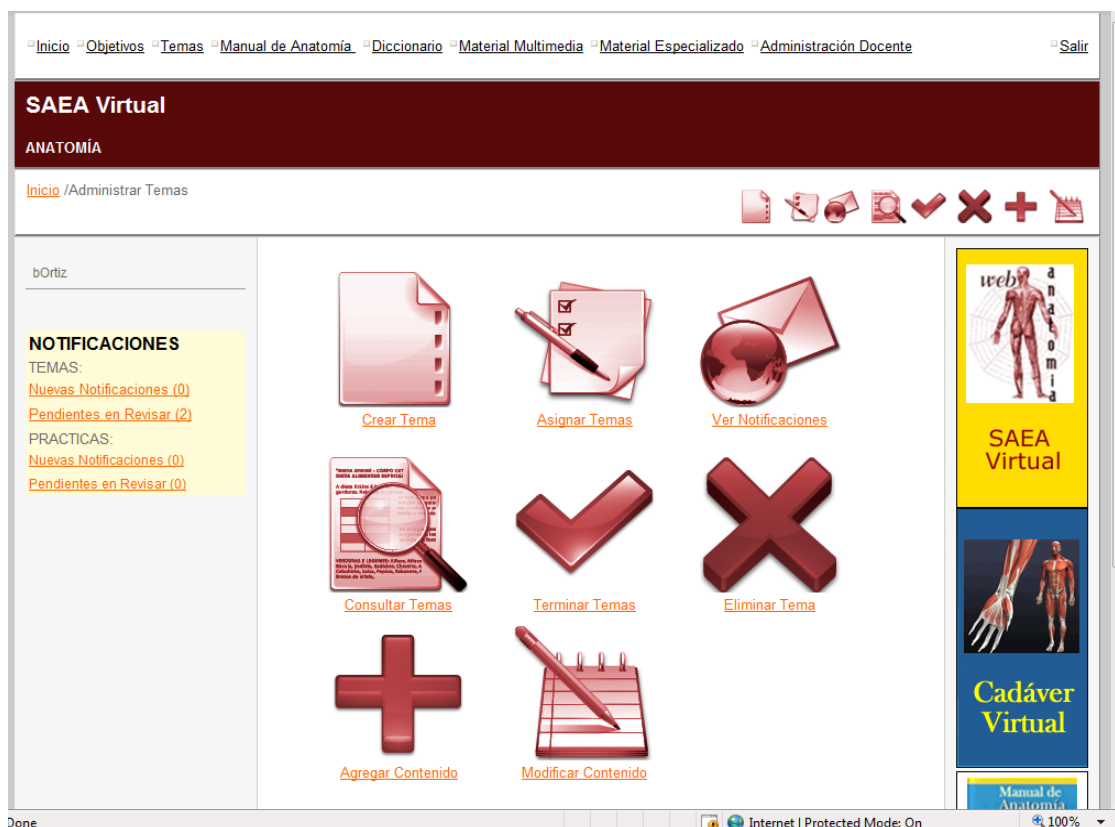 Inicio Objetivos Temas Manual de Anatomía Diccionario Material Multimedia Material Especializado Administración Docente Salir
SAEA Virtual
ANATOMÍA
Inicio /Administrar Temas
bOrtiz
NOTIFICACIONES
TEMAS:
Nuevas Notificaciones (0)
Pendientes en Revisar (2)
PRACTICAS:
Nuevas Notificaciones (0)
Pendientes en Revisar (0)
Crear Tema
Asignar Temas
Ver Notificaciones
Consultar Temas
Terminar Temas
Eliminar Tema
Agregar Contenido
Modificar Contenido
web anatomia
SAEA
Virtual
Cadáver
Virtual
Manual de
Anatomía
Done
Internet | Protected Mode: On
100%